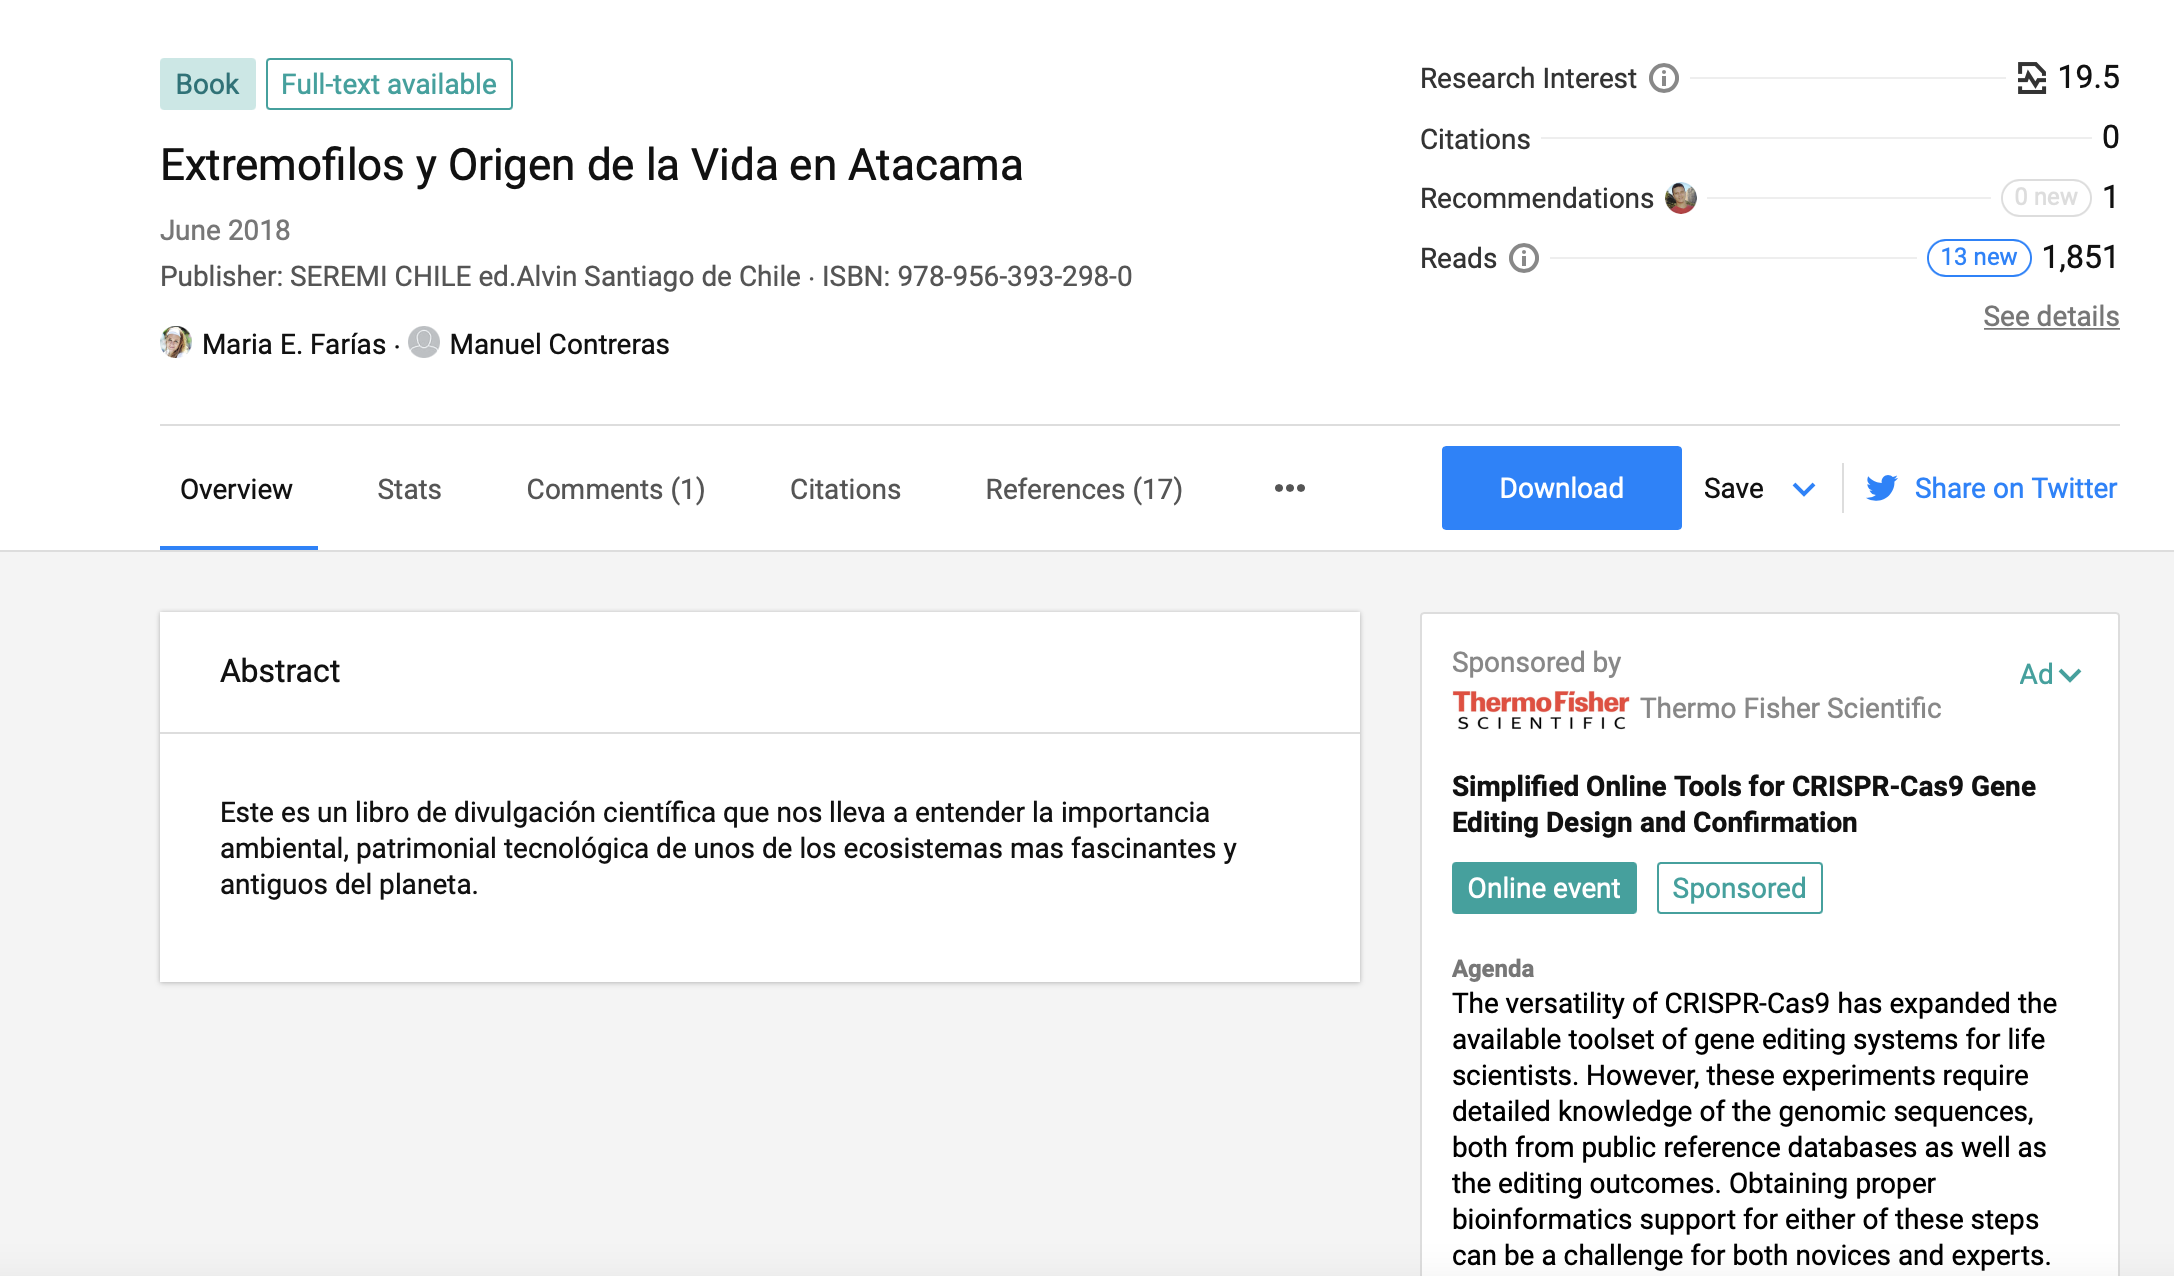 Book Full-text available
Extremofilos y Origen de la Vida en Atacama
June 2018
Publisher: SEREMI CHILE ed.Alvin Santiago de Chile · ISBN: 978-956-393-298-0
Maria E. Farías · Manuel Contreras
Research Interest 19.5
Citations 0
Recommendations 0 new 1
Reads 13 new 1,851
See details
Overview Stats Comments (1) Citations References (17) ••• Download Save Share on Twitter
Abstract
Este es un libro de divulgación científica que nos lleva a entender la importancia
ambiental, patrimonial tecnológica de unos de los ecosistemas mas fascinantes y
antiguos del planeta.
Sponsored by
ThermoFisher
SCIENTIFIC
Thermo Fisher Scientific
Ad
Simplified Online Tools for CRISPR-Cas9 Gene
Editing Design and Confirmation
Online event Sponsored
Agenda
The versatility of CRISPR-Cas9 has expanded the
available toolset of gene editing systems for life
scientists. However, these experiments require
detailed knowledge of the genomic sequences,
both from public reference databases as well as
the editing outcomes. Obtaining proper
bioinformatics support for either of these steps
can be a challenge for both novices and experts.